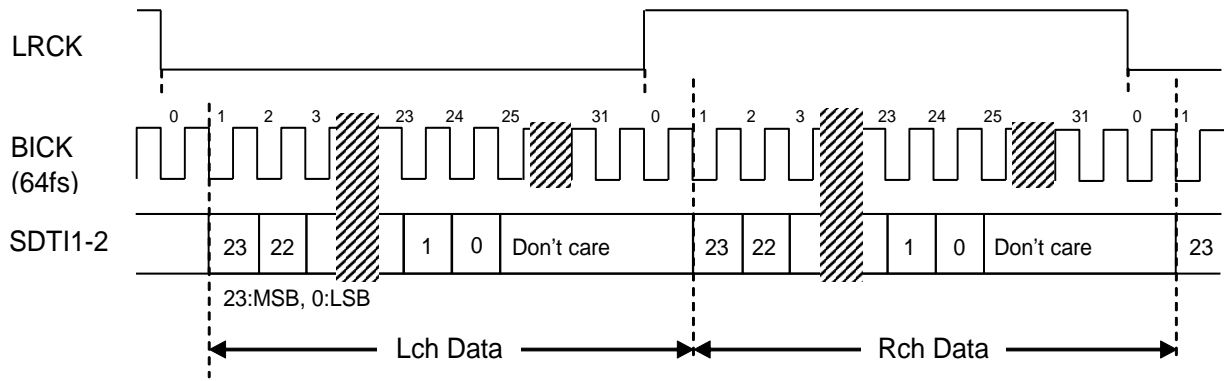 LRCK
0 1 2 3 23 24 25 31 0 1 2 3 23 24 25 31 0 1
BICK
(64fs)
SDTI1-2
23 22 1 0 Don't care 23 22 1 0 Don't care 23
23:MSB, 0:LSB
Lch Data Rch Data